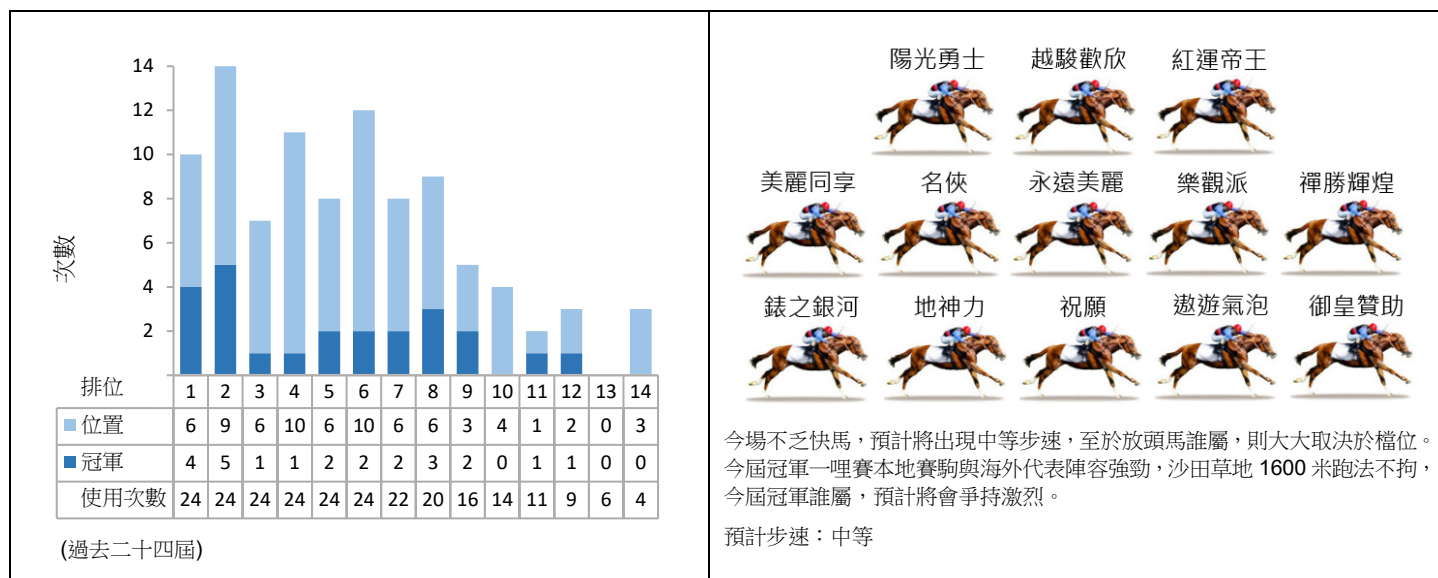 14
12
10
8
6
4
2
次數
排位 1 2 3 4 5 6 7 8 9 10 11 12 13 14
位置 6 9 6 10 6 10 6 6 3 4 1 2 0 3
冠軍 4 5 1 1 2 2 2 3 2 0 1 1 0 0
使用次數 24 24 24 24 24 24 22 20 16 14 11 9 6 4
(過去二十四屆)
陽光勇士 越駿歡欣 紅運帝王
美麗同享 名俠 永遠美麗 樂觀派 禪勝輝煌
錶之銀河 地神力 祝願 遨遊氣泡 御皇贊助
今場不乏快馬，預計將出現中等步速，至於放頭馬誰屬，則大大取決於檔位。
今屆冠軍一哩賽本地賽駒與海外代表陣容強勁，沙田草地 1600 米跑法不拘，
今屆冠軍誰屬，預計將會爭持激烈。
預計步速：中等